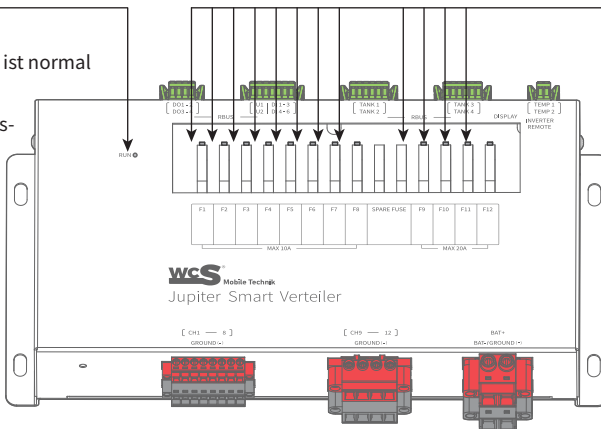 ist normal
s-
[ DO1 - 2 ]
[ DO3 - 4 ]
RBUS
U1 [ DI 1 - 3 ]
U2 [ DI 4 - 6 ]
[ TANK 1 ]
[ TANK 2 ]
RBUS
[ TANK 3 ]
[ TANK 4 ]
DISPLAY
[ TEMP 1 ]
[ TEMP 2 ]
INVERTER
REMOTE
RUN
F1 F2 F3 F4 F5 F6 F7 F8 SPARE FUSE F9 F10 F11 F12
MAX 10A MAX 20A
wcs®
Mobile Technik
Jupiter Smart Verteiler
[ CH1 — 8 ] [ CH9 — 12 ] BAT+
GROUND(-) GROUND(-) BAT-/GROUND(-)